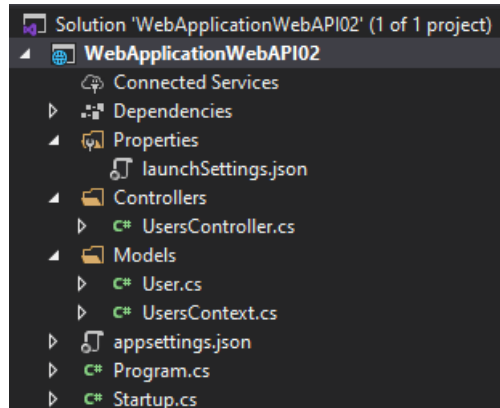 Solution 'WebApplicationWebAPI02' (1 of 1 project)
WebApplicationWebAPI02
Connected Services
Dependencies
Properties
launchSettings.json
Controllers
C# UsersController.cs
Models
C# User.cs
C# UsersContext.cs
appsettings.json
C# Program.cs
C# Startup.cs